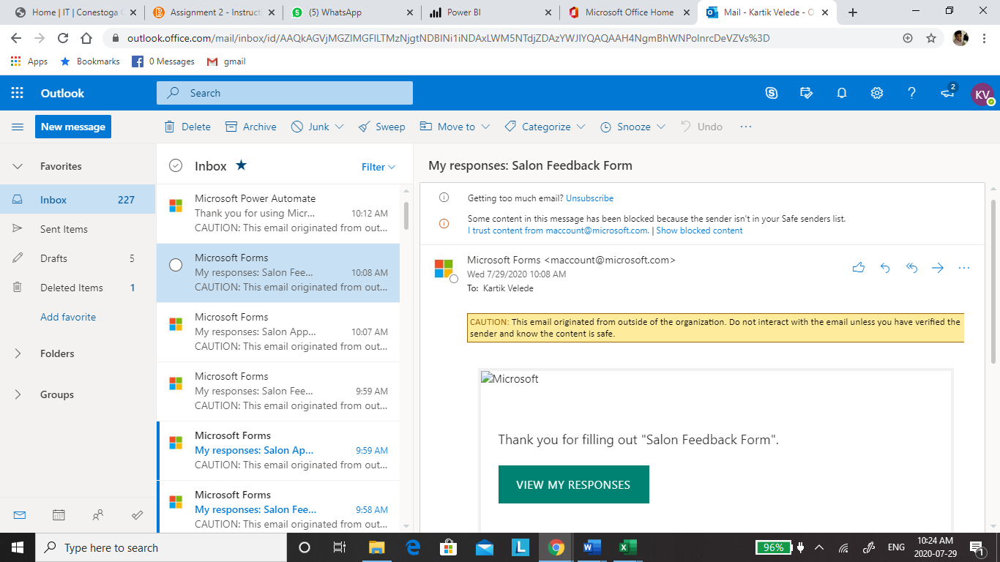 Home | IT | Conestoga
Assignment 2 - Instruct
(5) WhatsApp
Power BI
Microsoft Office Home
Mail - Kartik Velede - O
outlook.office.com/mail/inbox/id/AAQkAGVjMGZlMGFlLTMzNjgtNDBlNi1iNDAxLWM5NTdjZDAzYWJlYQAQAAH4NgmBhWNPolnrcDeVZVs%3D
Apps
Bookmarks
0 Messages
gmail
Outlook
Search
2
KV
New message
Delete
Archive
Junk
Sweep
Move to
Categorize
Snooze
Undo
Favorites
Inbox 227
Sent Items
Drafts 5
Deleted Items 1
Add favorite
Folders
Groups
Inbox
Filter
Microsoft Power Automate
Thank you for using Micr... 10:12 AM
CAUTION: This email originated from out...
Microsoft Forms
My responses: Salon Fee... 10:08 AM
CAUTION: This email originated from out...
Microsoft Forms
My responses: Salon App... 10:07 AM
CAUTION: This email originated from out...
Microsoft Forms
My responses: Salon Fee... 9:59 AM
CAUTION: This email originated from out...
Microsoft Forms
My responses: Salon Ap... 9:59 AM
CAUTION: This email originated from out...
Microsoft Forms
My responses: Salon Fee... 9:58 AM
CAUTION: This email originated from out...
My responses: Salon Feedback Form
Getting too much email? Unsubscribe
Some content in this message has been blocked because the sender isn't in your Safe senders list.
I trust content from maccount@microsoft.com. | Show blocked content
Microsoft Forms <maccount@microsoft.com>
Wed 7/29/2020 10:08 AM
To: Kartik Velede
CAUTION: This email originated from outside of the organization. Do not interact with the email unless you have verified the
sender and know the content is safe.
Microsoft
Thank you for filling out "Salon Feedback Form".
VIEW MY RESPONSES
Type here to search
96%
ENG
10:24 AM
2020-07-29
1